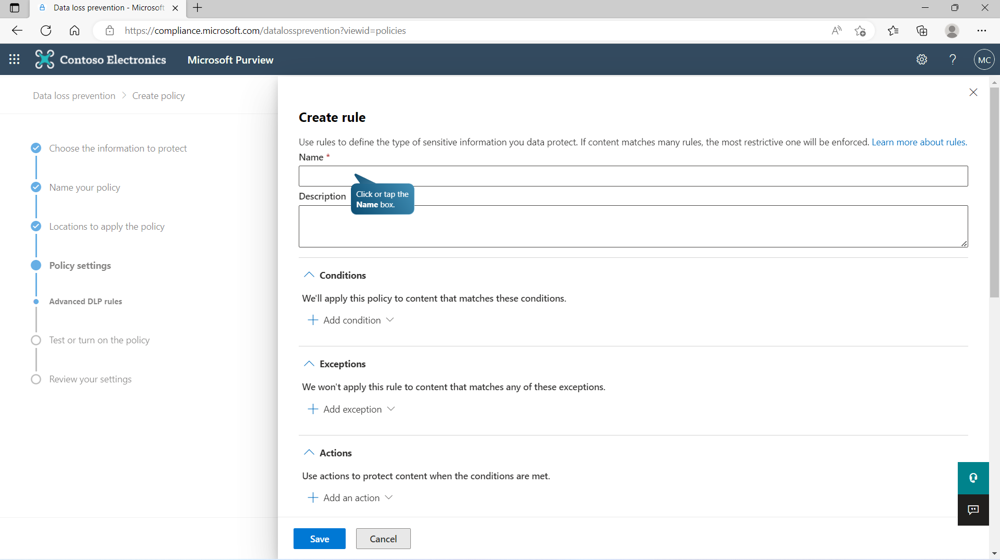 Data loss prevention - Microsoft
https://compliance.microsoft.com/datalossprevention?viewid=policies
Contoso Electronics
Microsoft Purview
?
MC
Data loss prevention > Create policy
Choose the information to protect
Name your policy
Locations to apply the policy
Policy settings
Advanced DLP rules
Test or turn on the policy
Review your settings
Create rule
Use rules to define the type of sensitive information you data protect. If content matches many rules, the most restrictive one will be enforced. Learn more about rules.
Name *
Click or tap the
Name box.
Description
Conditions
We'll apply this policy to content that matches these conditions.
Add condition
Exceptions
We won't apply this rule to content that matches any of these exceptions.
Add exception
Actions
Use actions to protect content when the conditions are met.
Add an action
Save
Cancel